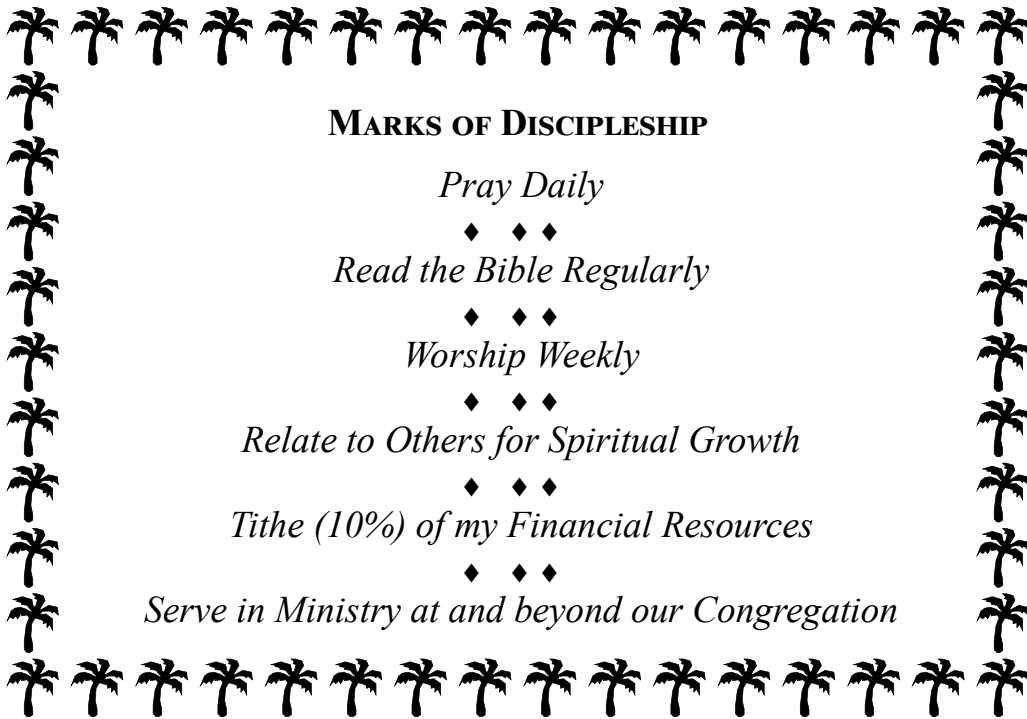 Marks of Discipleship
Pray Daily
♦ ♦ ♦
Read the Bible Regularly
♦ ♦ ♦
Worship Weekly
♦ ♦ ♦
Relate to Others for Spiritual Growth
♦ ♦ ♦
Tithe (10%) of my Financial Resources
♦ ♦ ♦
Serve in Ministry at and beyond our Congregation